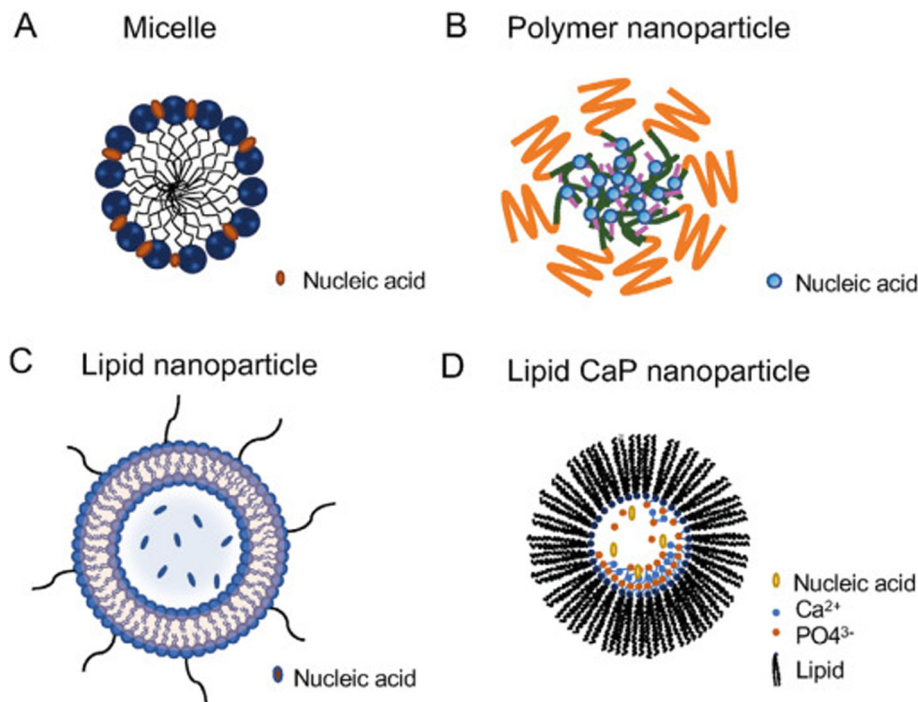 A Micelle
Nucleic acid
B Polymer nanoparticle
Nucleic acid
C Lipid nanoparticle
Nucleic acid
D Lipid CaP nanoparticle
Nucleic acid
Ca²⁺
PO4³⁻
Lipid